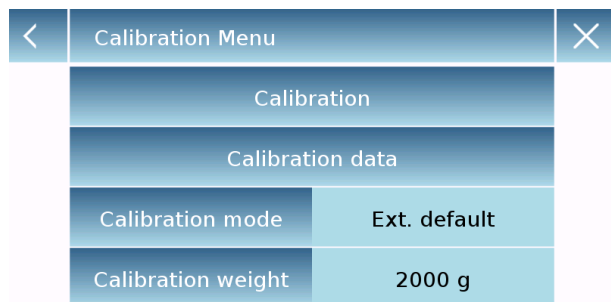 Calibration Menu
Calibration
Calibration data
Calibration mode Ext. default
Calibration weight 2000 g